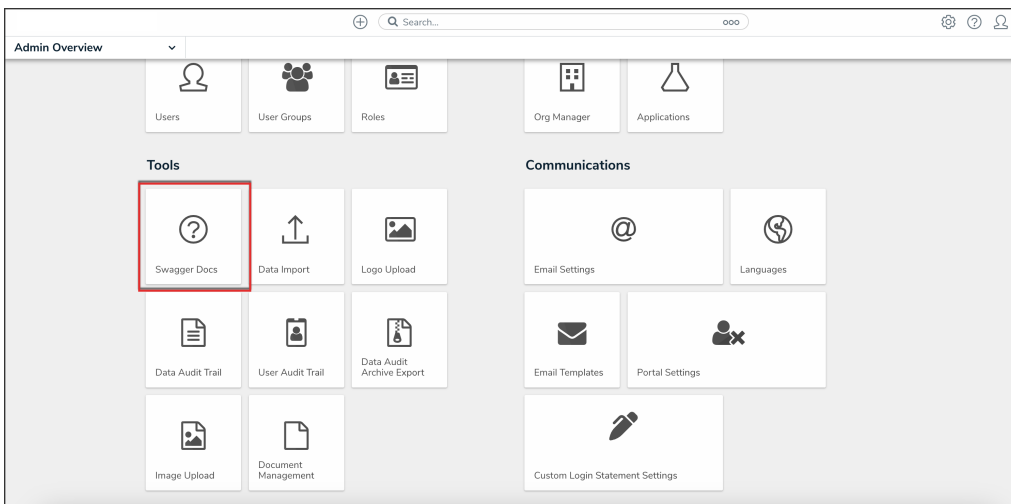 Search...
Admin Overview
Users
User Groups
Roles
Org Manager
Applications
Tools
Communications
Swagger Docs
Data Import
Logo Upload
Email Settings
Languages
Data Audit Trail
User Audit Trail
Data Audit
Archive Export
Email Templates
Portal Settings
Image Upload
Document
Management
Custom Login Statement Settings